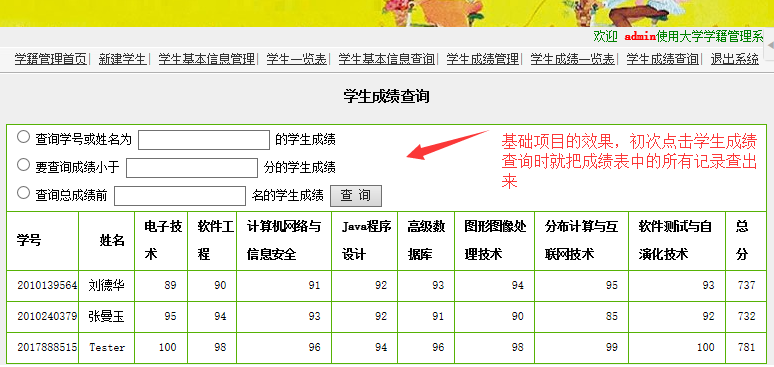 欢迎 admin使用大学学籍管理系
学籍管理首页| 新建学生| 学生基本信息管理| 学生一览表| 学生基本信息查询| 学生成绩管理| 学生成绩一览表| 学生成绩查询| 退出系统
学生成绩查询
查询学号或姓名为 的学生成绩
要查询成绩小于 分的学生成绩
查询总成绩前 名的学生成绩 查 询
基础项目的效果，初次点击学生成绩
查询时就把成绩表中的所有记录查出
来
学号 姓名 电子技术 软件工程 计算机网络与信息安全 Java程序设计 高级数据库 图形图像处理技术 分布计算与互联网技术 软件测试与自演化技术 总分
2010139564 刘德华 89 90 91 92 93 94 95 93 737
2010240379 张曼玉 95 94 93 92 91 90 85 92 732
2017888515 Tester 100 98 96 94 96 98 99 100 781